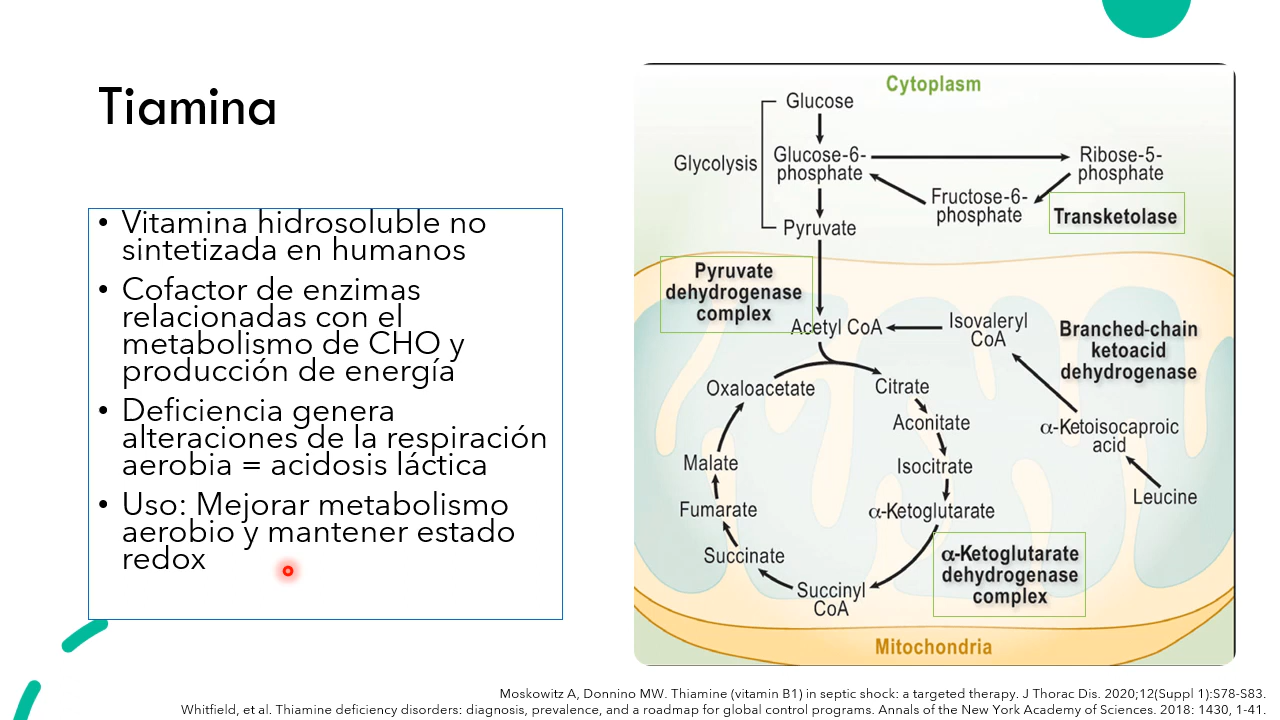 Tiamina
• Vitamina hidrosoluble no
sintetizada en humanos
• Cofactor de enzimas
relacionadas con el
metabolismo de CHO y
producción de energía
• Deficiencia genera
alteraciones de la respiración
aerobia = acidosis láctica
• Uso: Mejorar metabolismo
aerobio y mantener estado
redox
Cytoplasm
Glucose
Glycolysis
Glucose-6-
phosphate
Ribose-5-
phosphate
Fructose-6-
phosphate
Transketolase
Pyruvate
Pyruvate
dehydrogenase
complex
Acetyl CoA
Isovaleryl
CoA
Branched-chain
ketoacid
dehydrogenase
Oxaloacetate
Citrate
Aconitate
α-Ketoisocaproic
acid
Malate
Isocitrate
Leucine
Fumarate
α-Ketoglutarate
Succinate
α-Ketoglutarate
dehydrogenase
complex
Succinyl
CoA
Mitochondria
Moskowitz A, Donnino MW. Thiamine (vitamin B1) in septic shock: a targeted therapy. J Thorac Dis. 2020;12(Suppl 1):S78-S83.
Whitfield, et al. Thiamine deficiency disorders: diagnosis, prevalence, and a roadmap for global control programs. Annals of the New York Academy of Sciences. 2018: 1430, 1-41.